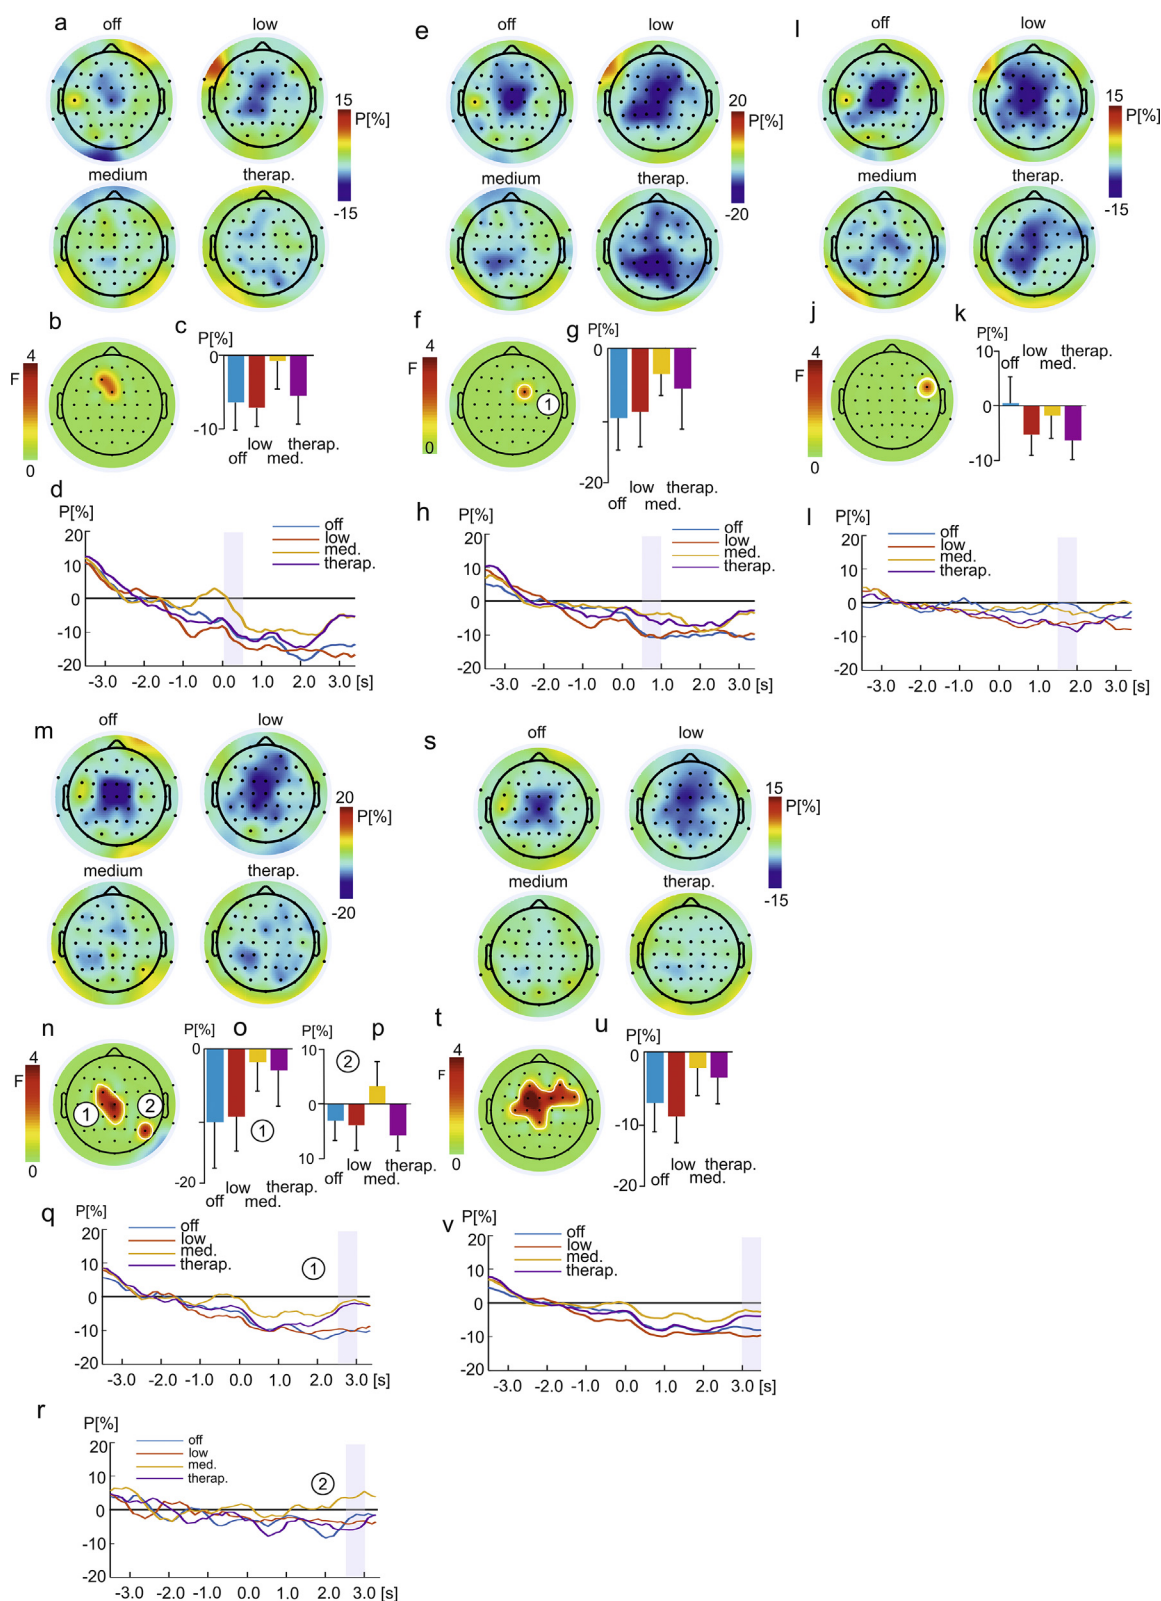 a
off
low
15
P[%]
-15
medium
therap.
e
off
low
20
P[%]
-20
medium
therap.
l
off
low
15
P[%]
-15
medium
therap.
b
4
F
0
c
P[%]
0
-10
low therap.
off med.
f
4
F
0
1
g
P[%]
0
-20
low therap.
off med.
j
4
F
0
k
P[%]
10
0
-10
low therap.
off med.
d
P[%]
20
10
0
-10
-20
off
low
med.
therap.
-3.0 -2.0 -1.0 0.0 1.0 2.0 3.0 [s]
h
P[%]
20
10
0
-10
-20
off
low
med.
therap.
-3.0 -2.0 -1.0 0.0 1.0 2.0 3.0 [s]
l
P[%]
20
10
0
-10
-20
off
low
med.
therap.
-3.0 -2.0 -1.0 0.0 1.0 2.0 3.0 [s]
m
off
low
20
P[%]
-20
medium
therap.
s
off
low
15
P[%]
-15
medium
therap.
n
4
F
0
1
2
o
P[%]
0
-20
1
low therap.
off med.
p
P[%]
10
0
10
2
low therap.
off med.
t
4
F
0
u
P[%]
0
-10
-20
low therap.
off med.
q
P[%]
20
10
0
-10
-20
off
low
med.
therap.
1
-3.0 -2.0 -1.0 0.0 1.0 2.0 3.0 [s]
v
P[%]
20
10
0
-10
-20
off
low
med.
therap.
-3.0 -2.0 -1.0 0.0 1.0 2.0 3.0 [s]
r
P[%]
20
10
0
-10
-20
off
low
med.
therap.
2
-3.0 -2.0 -1.0 0.0 1.0 2.0 3.0 [s]